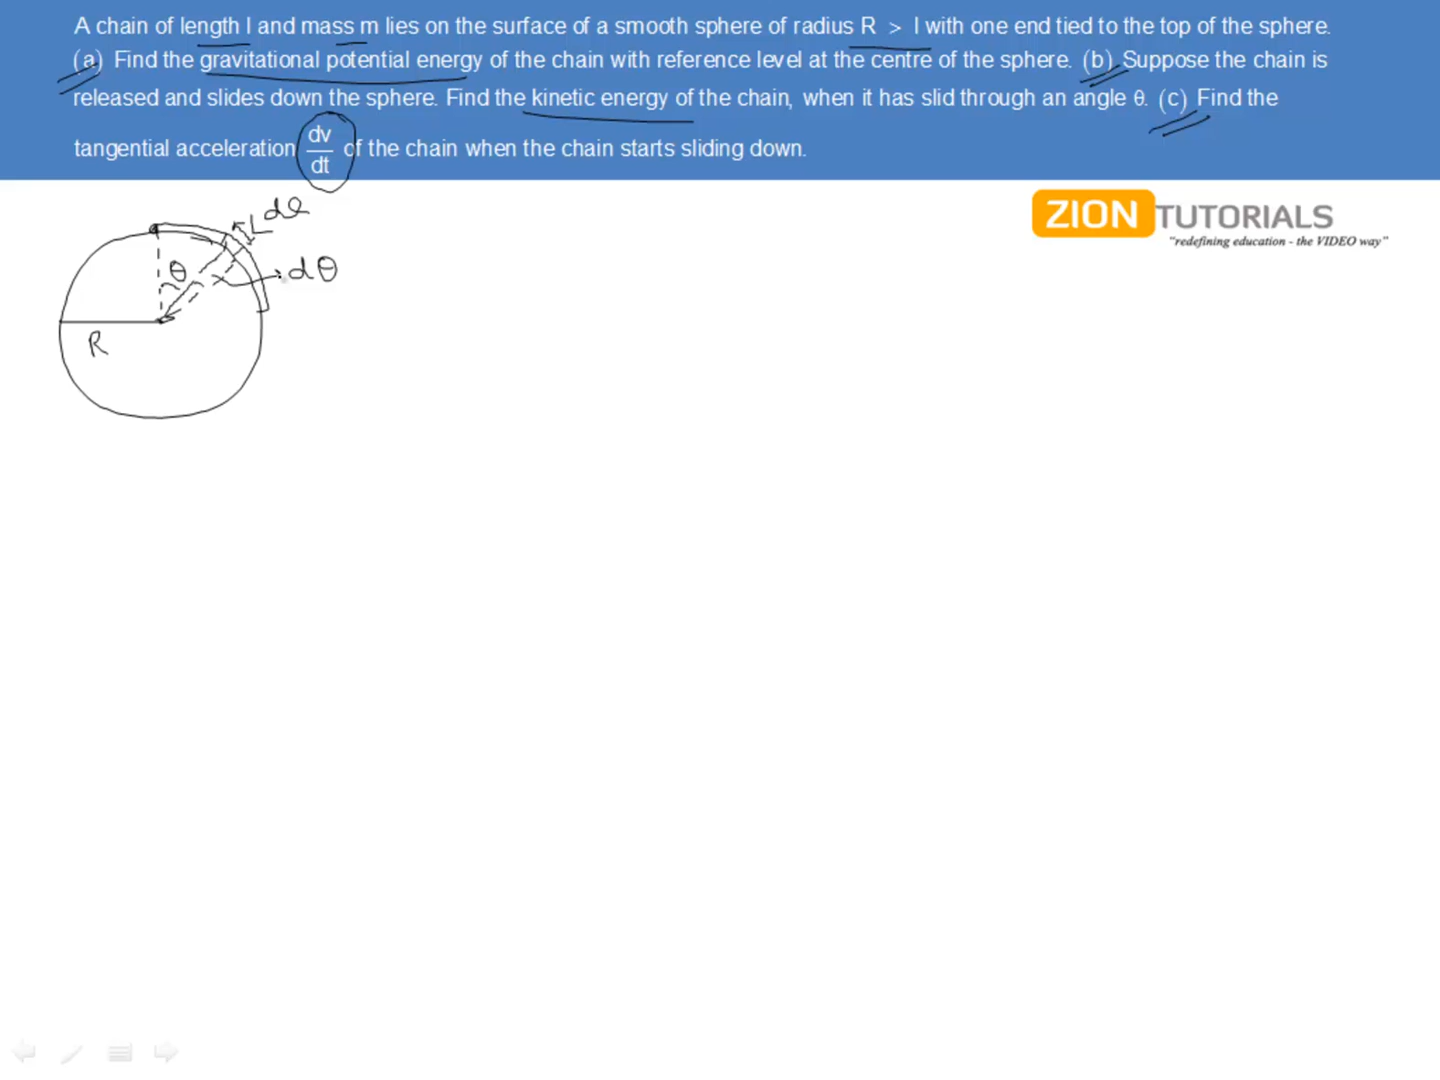 A chain of length l and mass m lies on the surface of a smooth sphere of radius R > l with one end tied to the top of the sphere.
(a) Find the gravitational potential energy of the chain with reference level at the centre of the sphere. (b) Suppose the chain is
released and slides down the sphere. Find the kinetic energy of the chain, when it has slid through an angle θ. (c) Find the
tangential acceleration dv/dt of the chain when the chain starts sliding down.
ZION TUTORIALS
"redefining education - the VIDEO way"
dl
θ
dθ
R